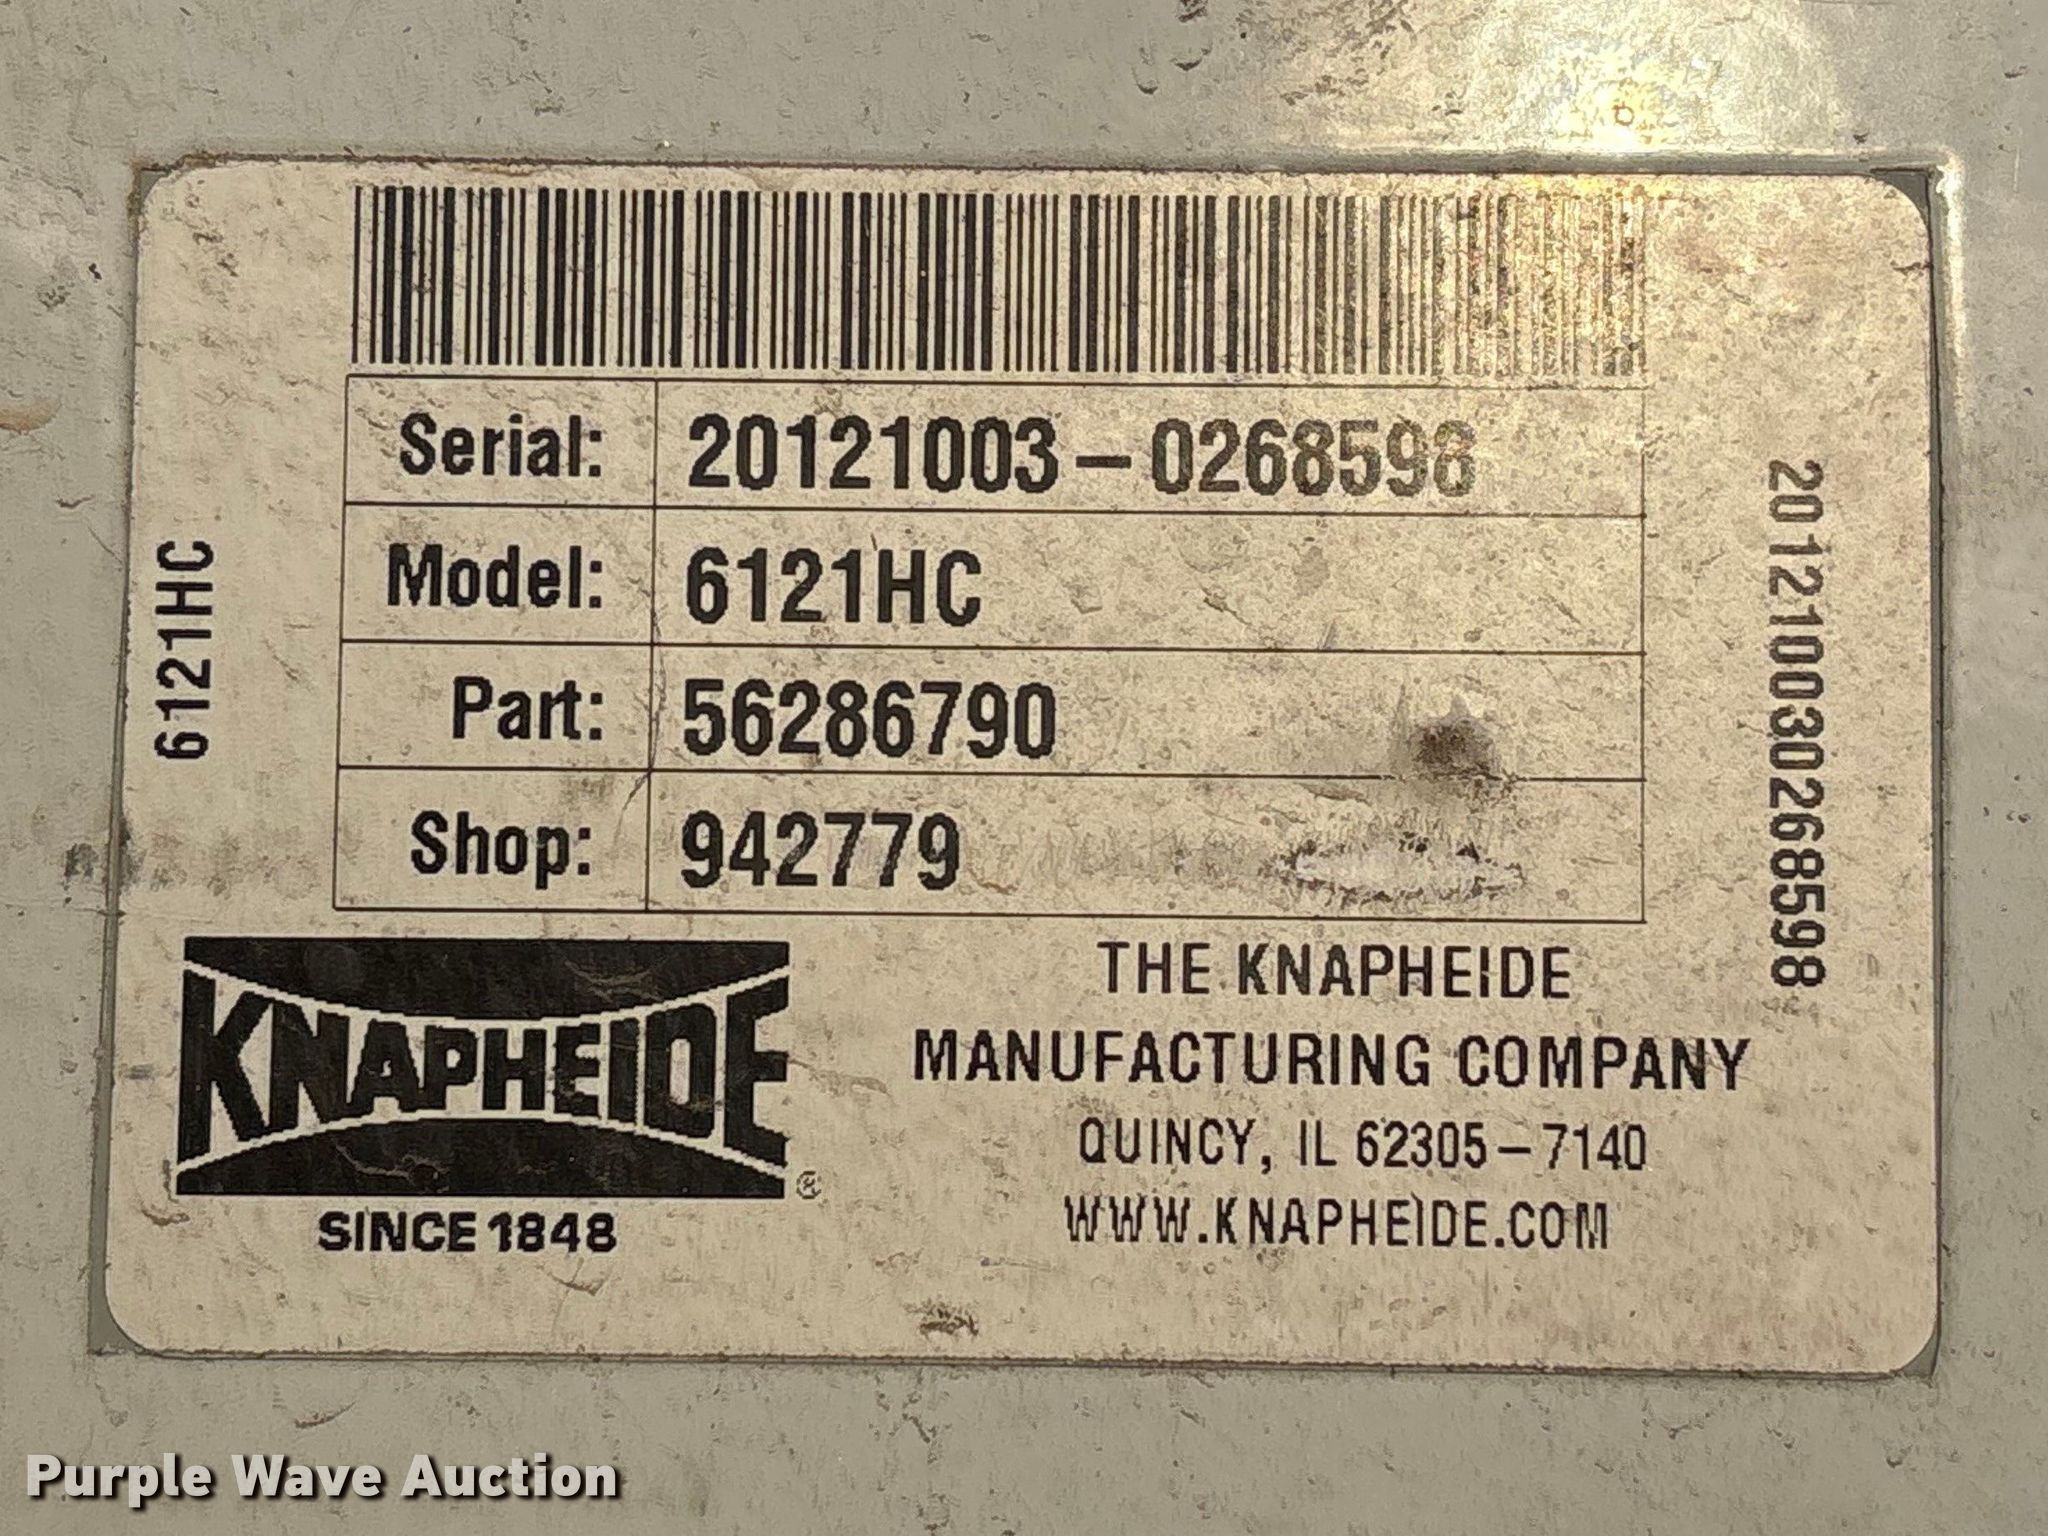 Serial: 20121003-0268598
Model: 6121HC
Part: 56286790
Shop: 942779
6121HC
201210030268598
KNAPHEIDE®
SINCE 1848
THE KNAPHEIDE
MANUFACTURING COMPANY
QUINCY, IL 62305-7140
WWW.KNAPHEIDE.COM
Purple Wave Auction